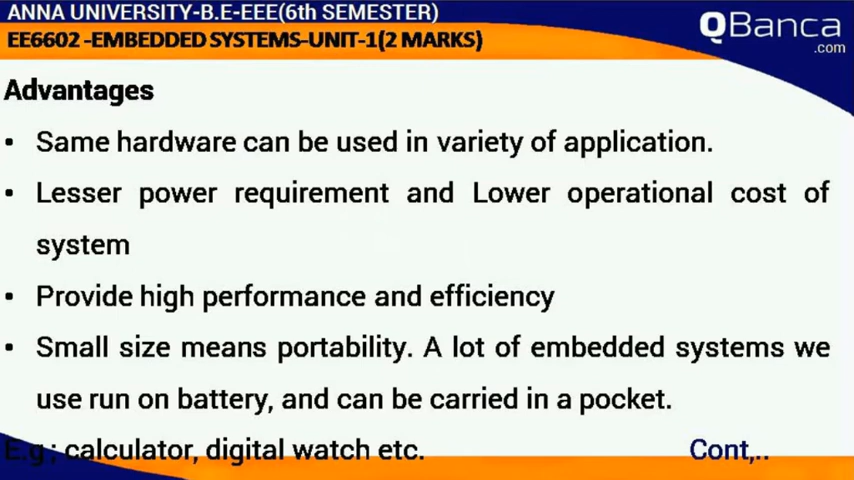 ANNA UNIVERSITY-B.E-EEE(6th SEMESTER)
QBanca
.com
EE6602 -EMBEDDED SYSTEMS-UNIT-1(2 MARKS)
Advantages
• Same hardware can be used in variety of application.
• Lesser power requirement and Lower operational cost of
system
• Provide high performance and efficiency
• Small size means portability. A lot of embedded systems we
use run on battery, and can be carried in a pocket.
E.g; calculator, digital watch etc. Cont,..